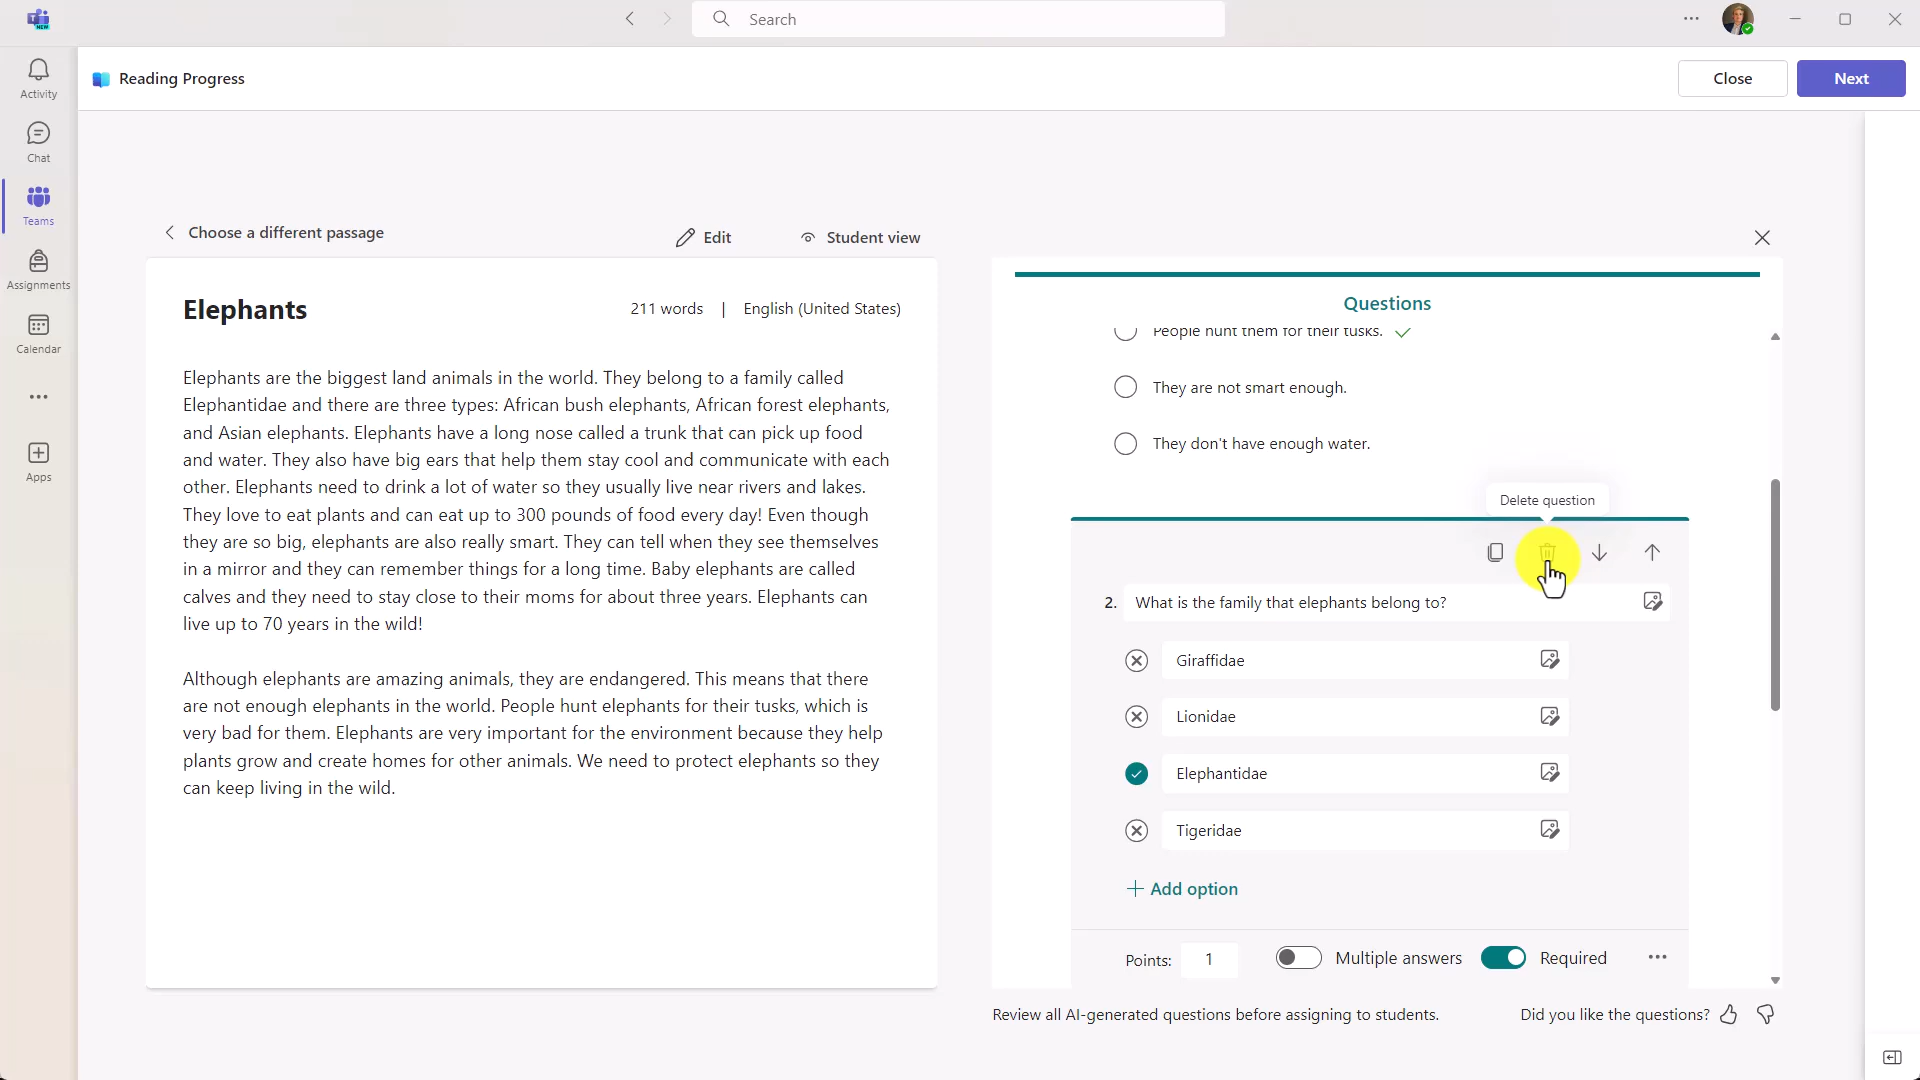 NEW
Search
Activity
Chat
Teams
Assignments
Calendar
Apps
Reading Progress
Close
Next
Choose a different passage
Edit
Student view
Elephants
211 words | English (United States)
Elephants are the biggest land animals in the world. They belong to a family called
Elephantidae and there are three types: African bush elephants, African forest elephants,
and Asian elephants. Elephants have a long nose called a trunk that can pick up food
and water. They also have big ears that help them stay cool and communicate with each
other. Elephants need to drink a lot of water so they usually live near rivers and lakes.
They love to eat plants and can eat up to 300 pounds of food every day! Even though
they are so big, elephants are also really smart. They can tell when they see themselves
in a mirror and they can remember things for a long time. Baby elephants are called
calves and they need to stay close to their moms for about three years. Elephants can
live up to 70 years in the wild!
Although elephants are amazing animals, they are endangered. This means that there
are not enough elephants in the world. People hunt elephants for their tusks, which is
very bad for them. Elephants are very important for the environment because they help
plants grow and create homes for other animals. We need to protect elephants so they
can keep living in the wild.
Questions
People hunt them for their tusks.
They are not smart enough.
They don't have enough water.
Delete question
2. What is the family that elephants belong to?
Giraffidae
Lionidae
Elephantidae
Tigeridae
Add option
Points: 1 Multiple answers Required
Review all AI-generated questions before assigning to students.
Did you like the questions?